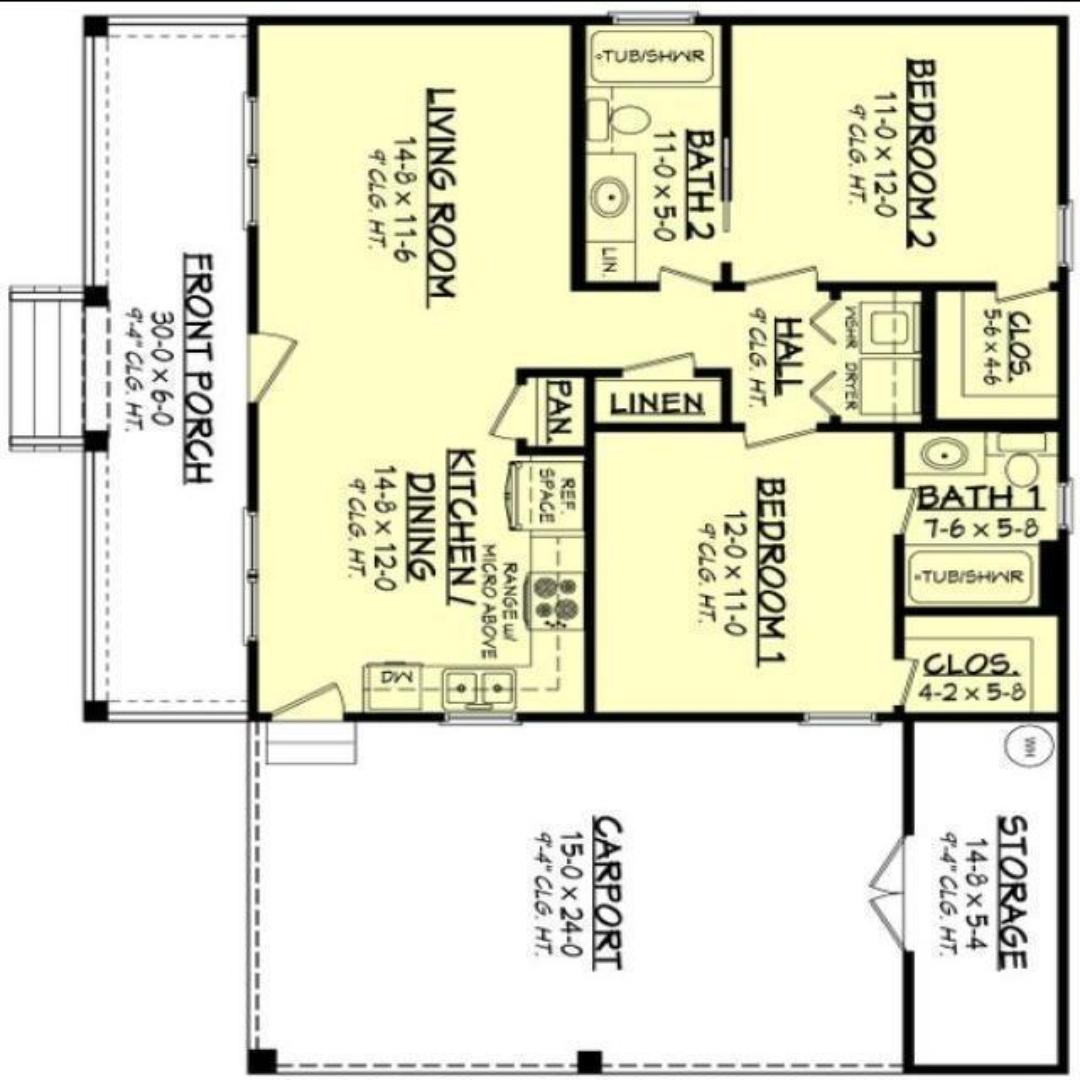 TUB/SHWR
BATH 2
11-0 x 5-0
LIN.
BEDROOM 2
11-0 x 12-0
9' CLG. HT.
LIVING ROOM
14-8 x 11-6
9' CLG. HT.
FRONT PORCH
30-0 x 6-0
9'-4" CLG. HT.
HALL
9' CLG. HT.
WSHR
DRYER
CLOS.
5-6 x 4-6
PAN.
LINEN
KITCHEN /
DINING
14-8 x 12-0
9' CLG. HT.
REF.
SPACE
RANGE w/
MICRO ABOVE
DW
BEDROOM 1
12-0 x 11-0
9' CLG. HT.
BATH 1
7-6 x 5-8
TUB/SHWR
CLOS.
4-2 x 5-8
WH
CARPORT
15-0 x 24-0
9'-4" CLG. HT.
STORAGE
14-8 x 5-4
9'-4" CLG. HT.